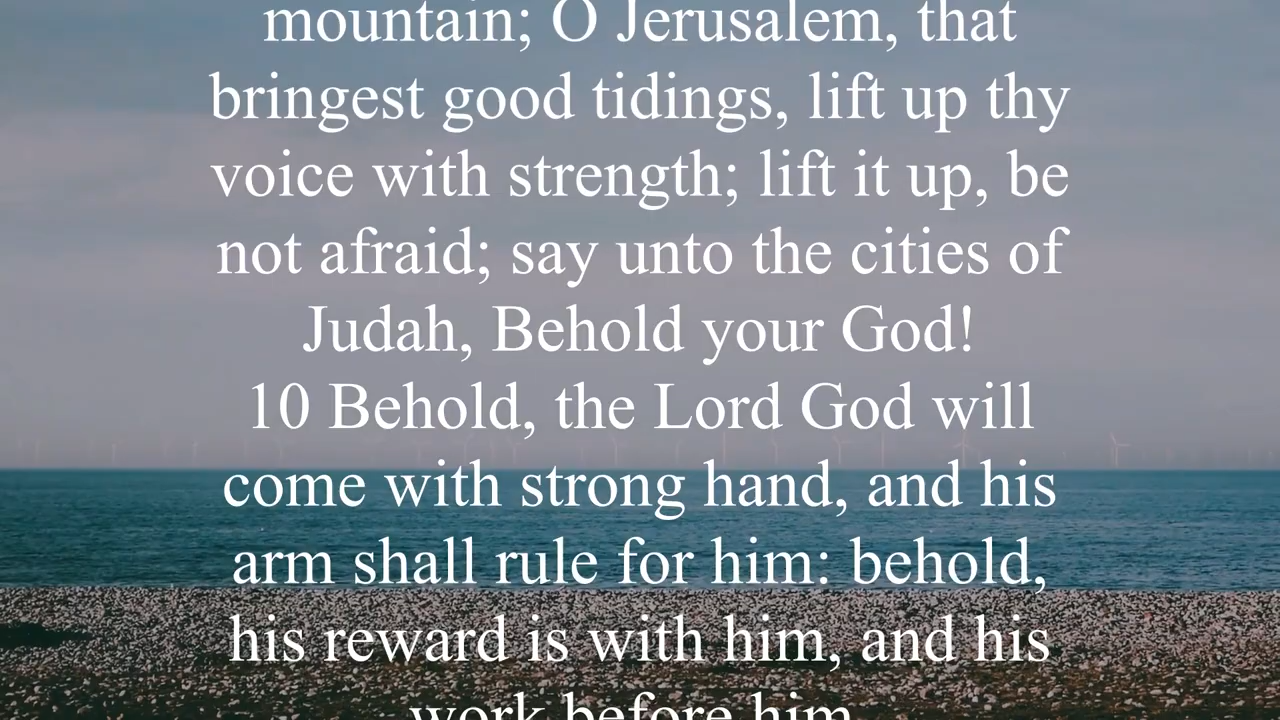 mountain; O Jerusalem, that
bringest good tidings, lift up thy
voice with strength; lift it up, be
not afraid; say unto the cities of
Judah, Behold your God!
10 Behold, the Lord God will
come with strong hand, and his
arm shall rule for him: behold,
his reward is with him, and his
work before him